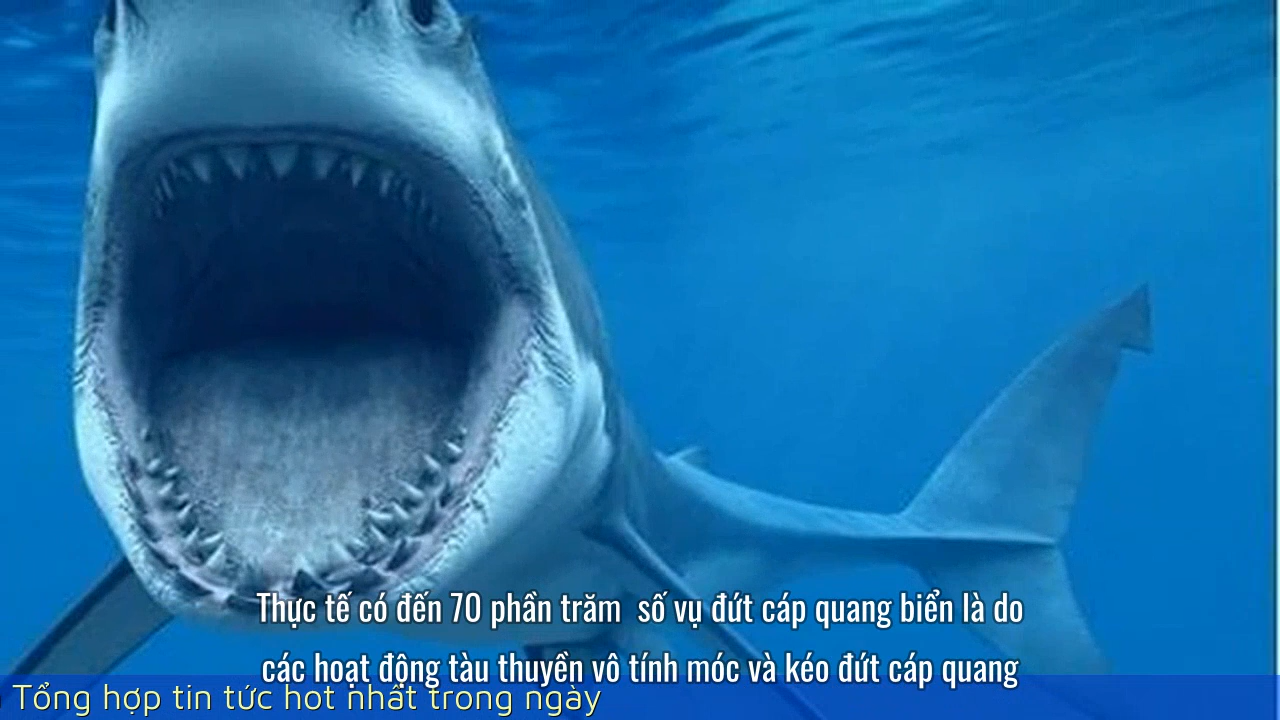 Thực tế có đến 70 phần trăm  số vụ đứt cáp quang biển là do
các hoạt động tàu thuyền vô tính móc và kéo đứt cáp quang
Tổng hợp tin tức hot nhất trong ngày